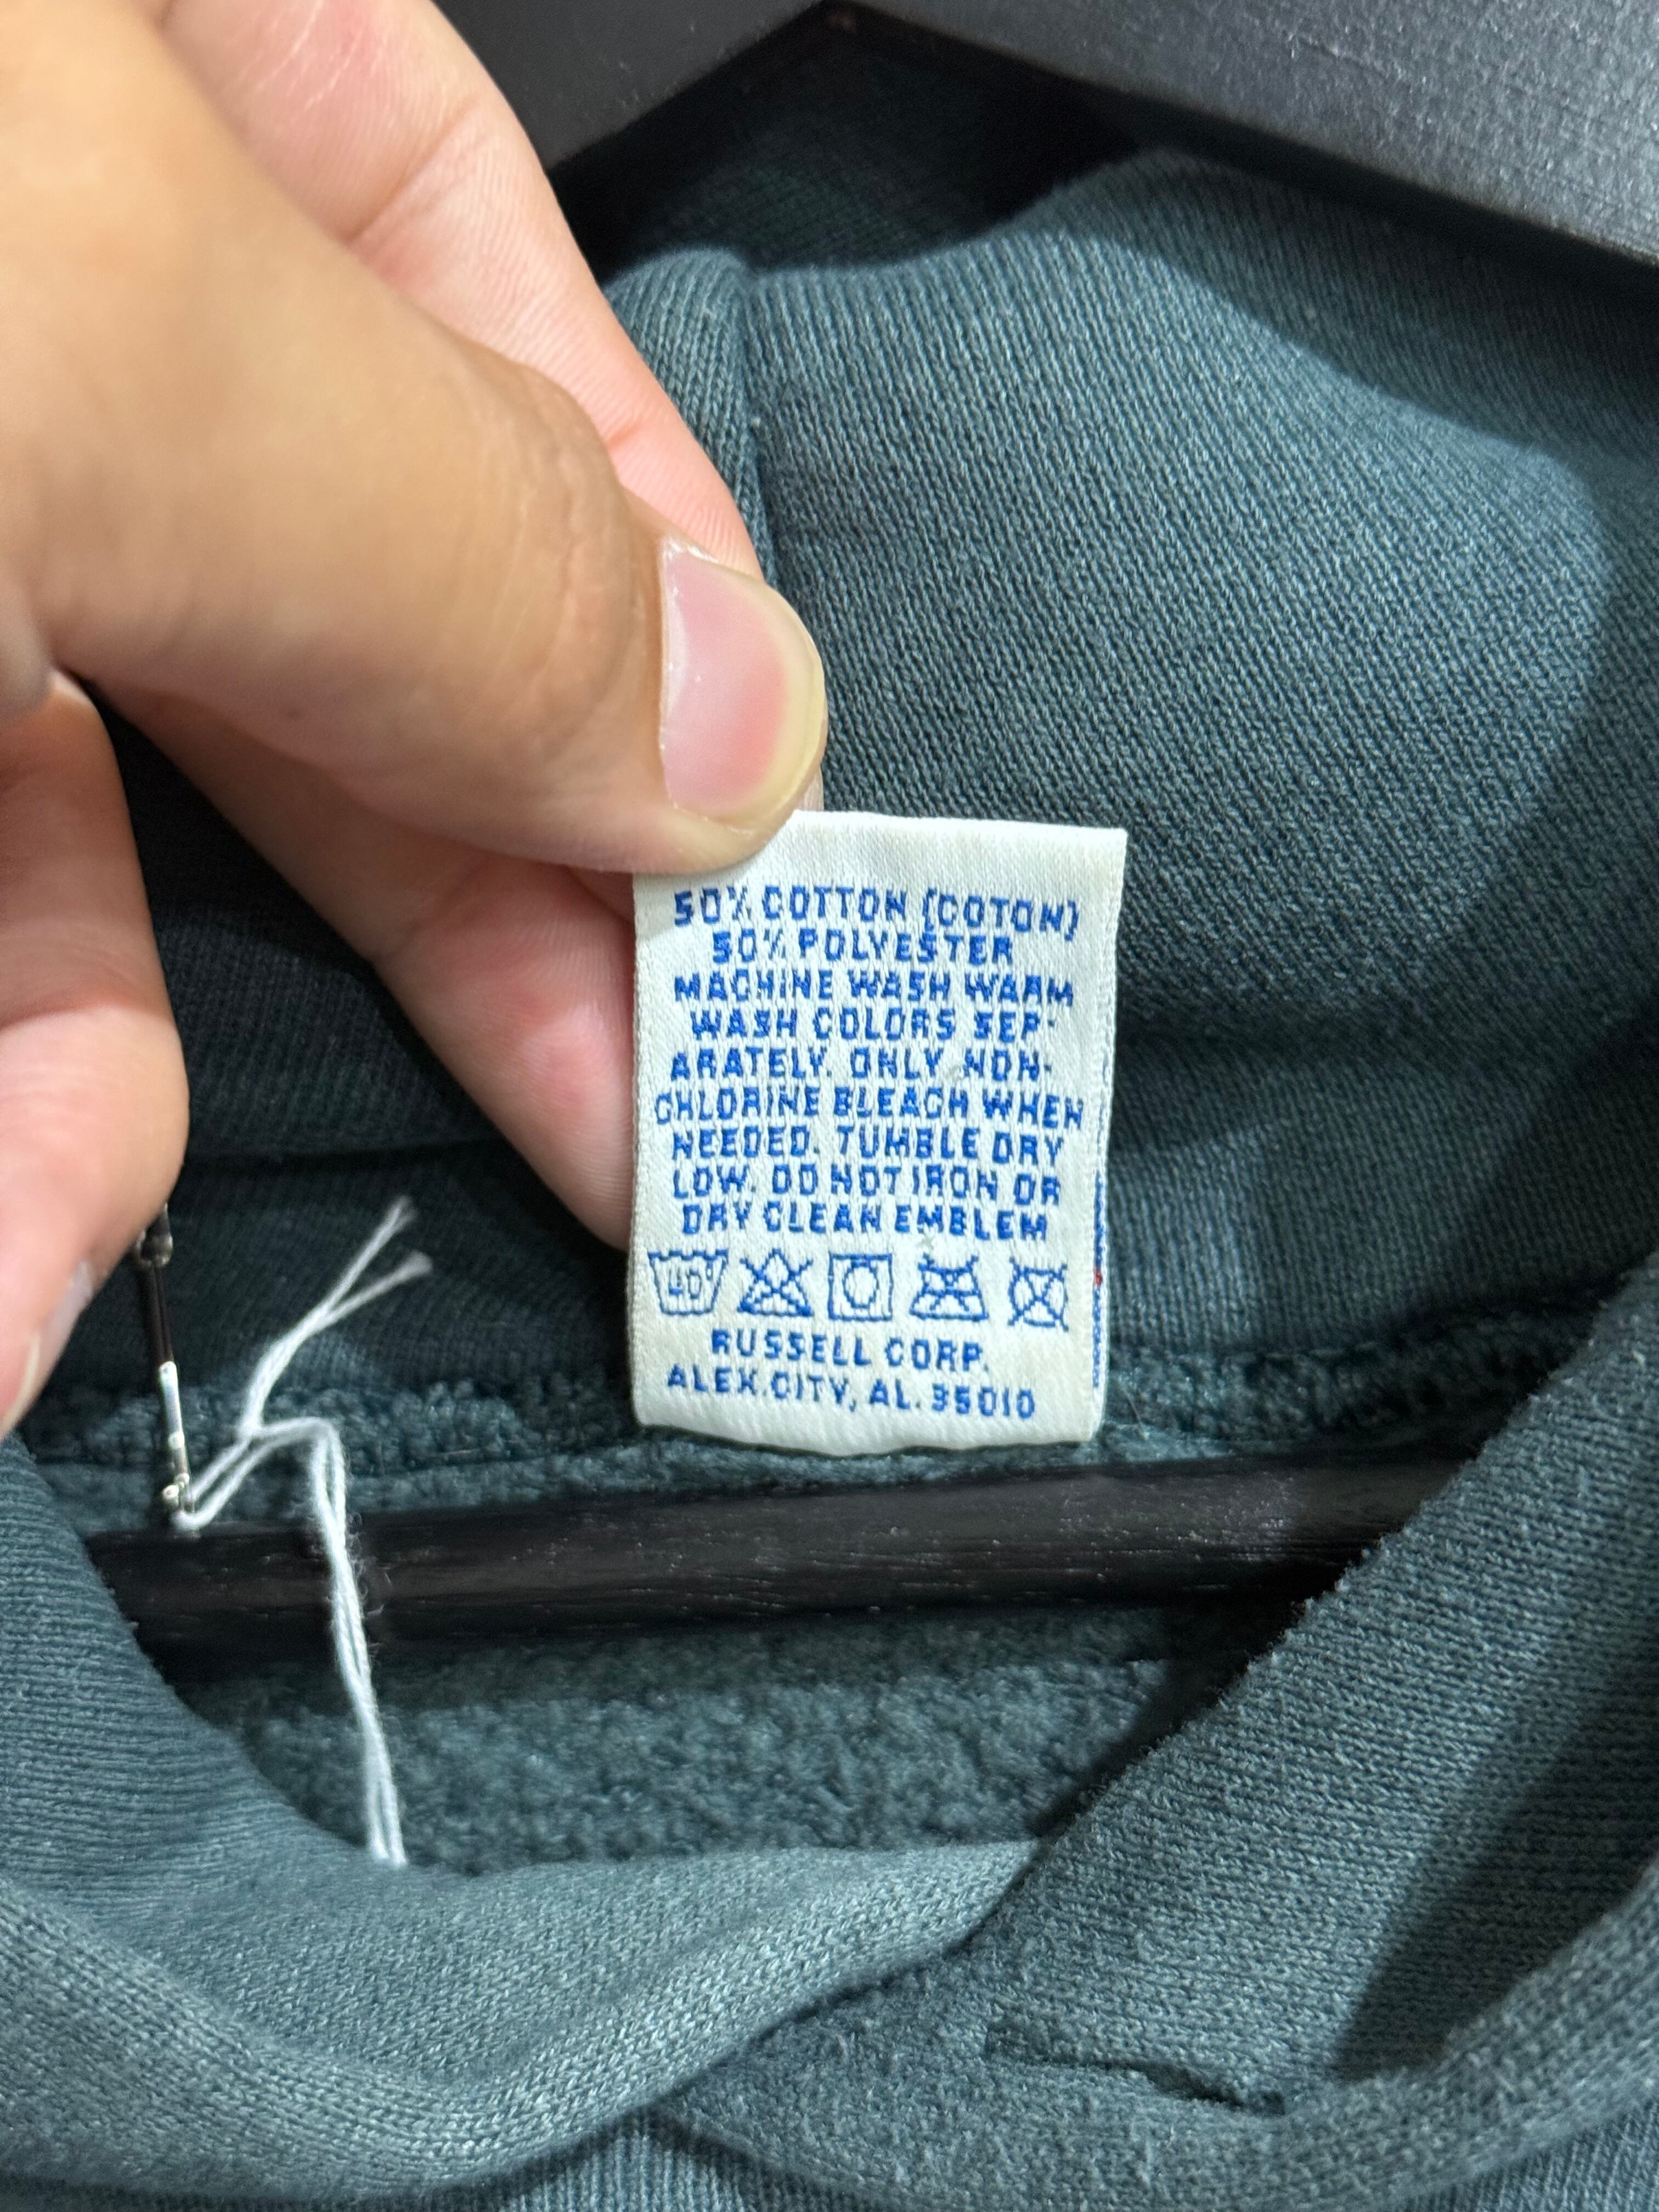 50% COTTON (COTON)
50% POLYESTER
MACHINE WASH WARM
WASH COLORS SEP-
ARATELY. ONLY NON-
CHLORINE BLEACH WHEN
NEEDED. TUMBLE DRY
LOW. DO NOT IRON OR
DRY CLEAN EMBLEM
40°
RUSSELL CORP.
ALEX.CITY, AL. 35010